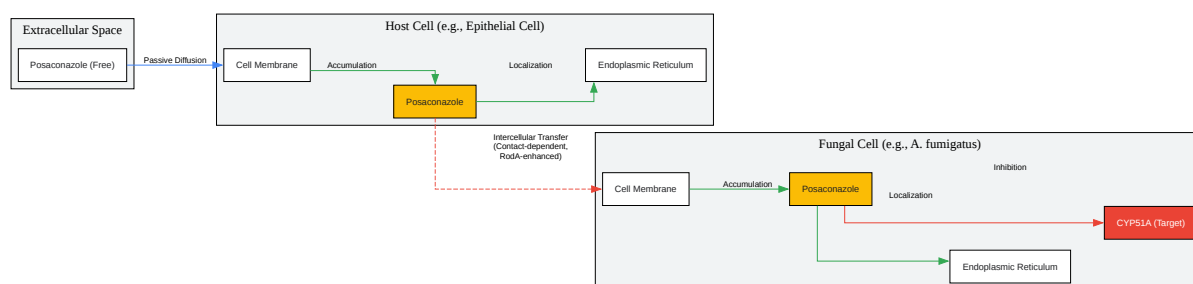 Extracellular Space
Posaconazole (Free)
Passive Diffusion
Host Cell (e.g., Epithelial Cell)
Cell Membrane
Accumulation
Posaconazole
Localization
Endoplasmic Reticulum
Intercellular Transfer
(Contact-dependent,
RodA-enhanced)
Fungal Cell (e.g., A. fumigatus)
Cell Membrane
Accumulation
Posaconazole
Inhibition
Localization
CYP51A (Target)
Endoplasmic Reticulum